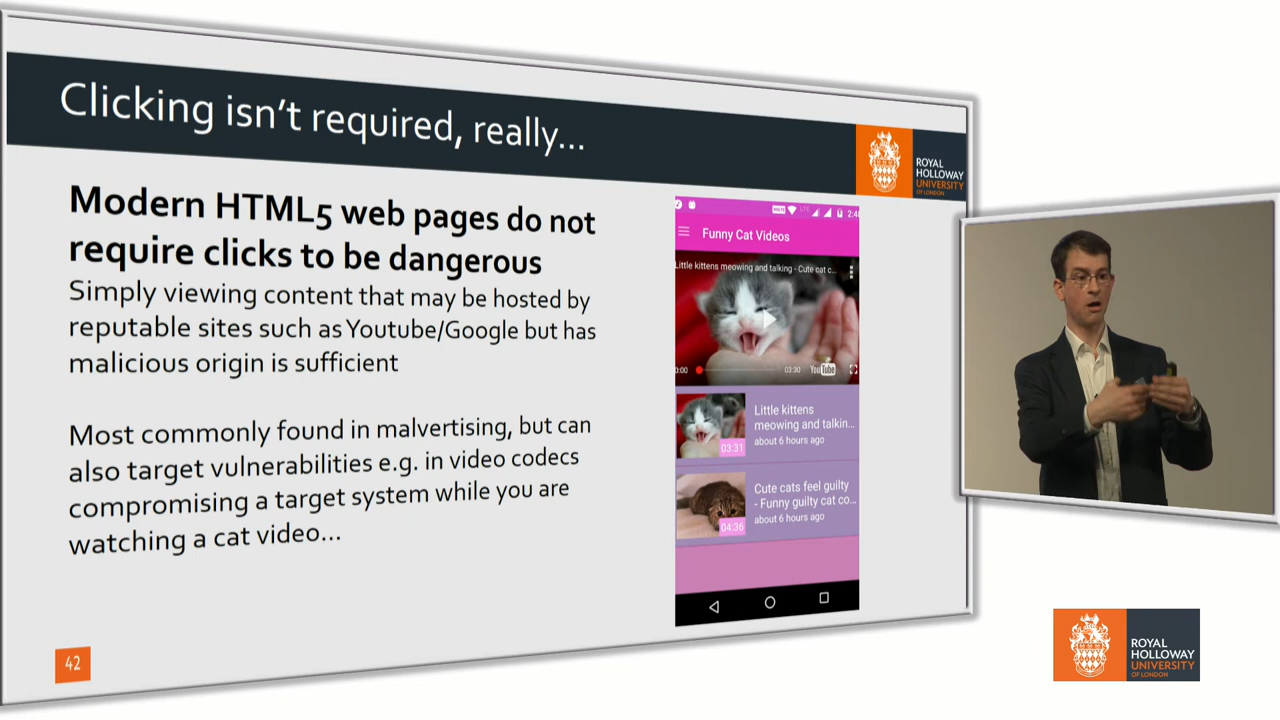 Clicking isn't required, really...
ROYAL
HOLLOWAY
UNIVERSITY
OF LONDON
Modern HTML5 web pages do not
require clicks to be dangerous
Simply viewing content that may be hosted by
reputable sites such as Youtube/Google but has
malicious origin is sufficient
Most commonly found in malvertising, but can
also target vulnerabilities e.g. in video codecs
compromising a target system while you are
watching a cat video...
42
LTE
Funny Cat Videos
Little kittens meowing and talking - Cute cat c...
03:30
YouTube
Little kittens
meowing and talkin...
about 6 hours ago
03:31
Cute cats feel guilty
- Funny guilty cat co...
about 6 hours ago
04:36
ROYAL
HOLLOWAY
UNIVERSITY
OF LONDON